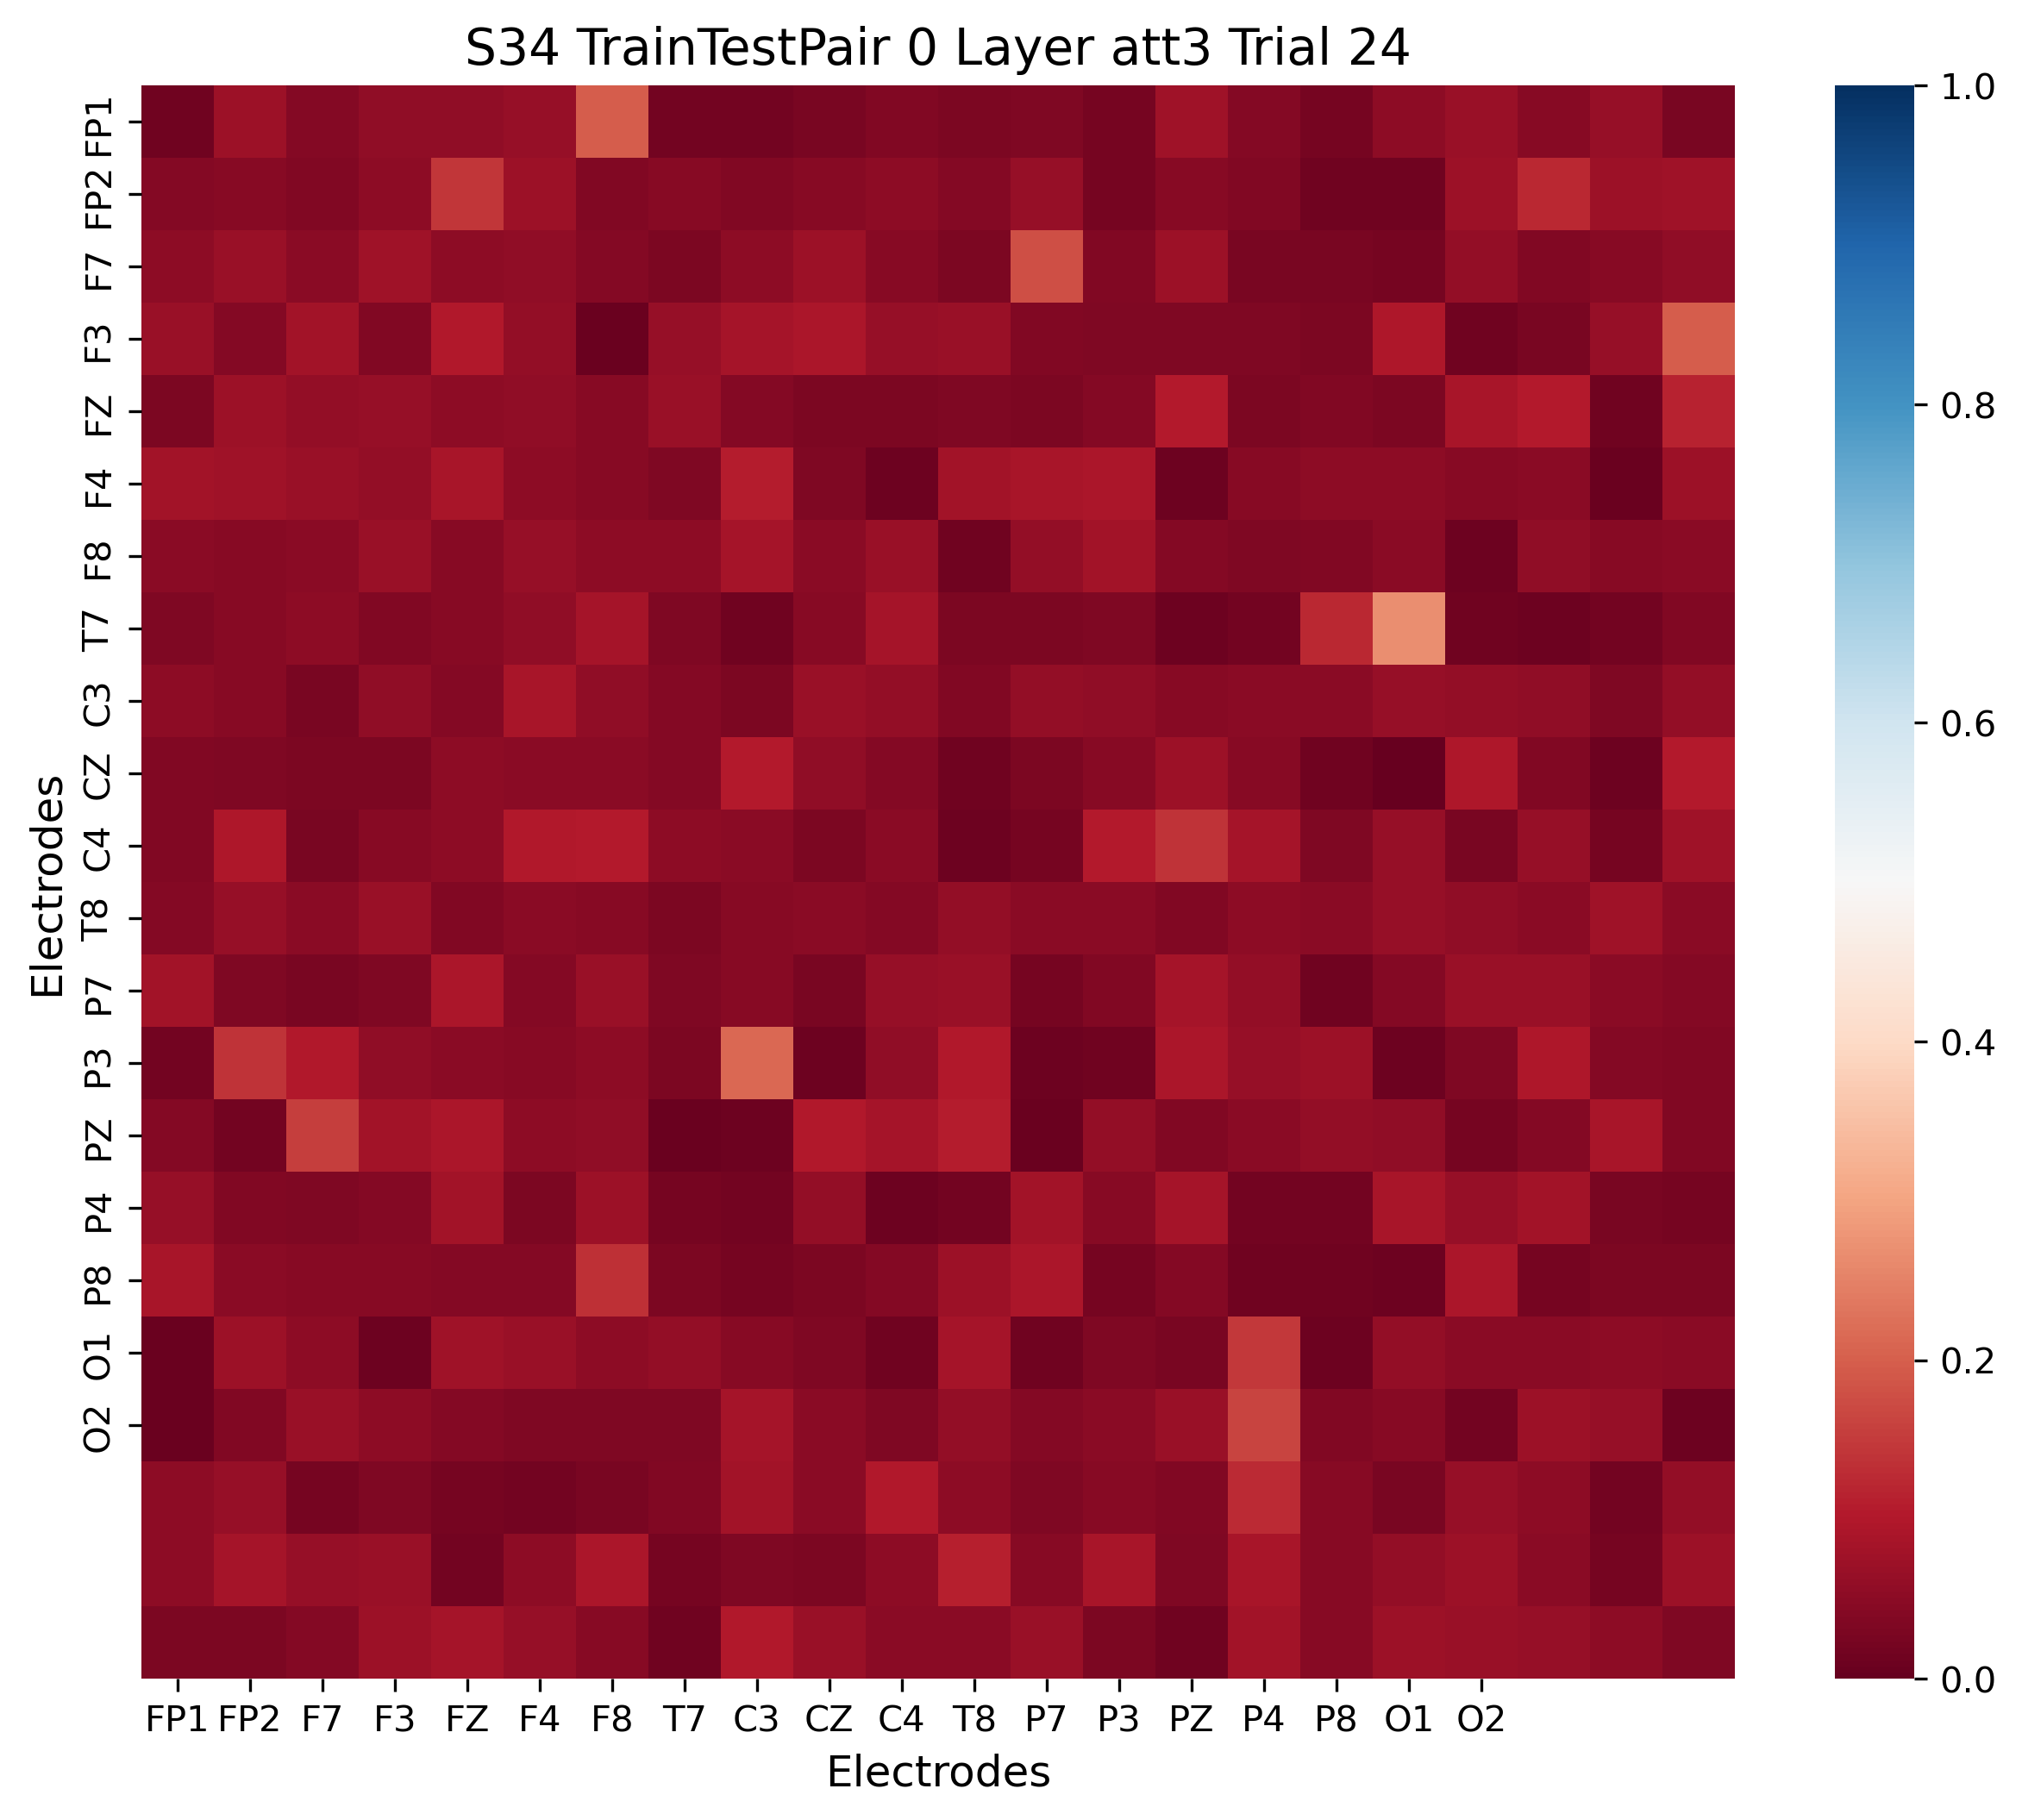 S34 TrainTestPair 0 Layer att3 Trial 24
Electrodes
FP1
FP2
F7
F3
FZ
F4
F8
T7
C3
CZ
C4
T8
P7
P3
PZ
P4
P8
O1
O2
1.0
0.8
0.6
0.4
0.2
0.0
FP1 FP2 F7 F3 FZ F4 F8 T7 C3 CZ C4 T8 P7 P3 PZ P4 P8 O1 O2
Electrodes